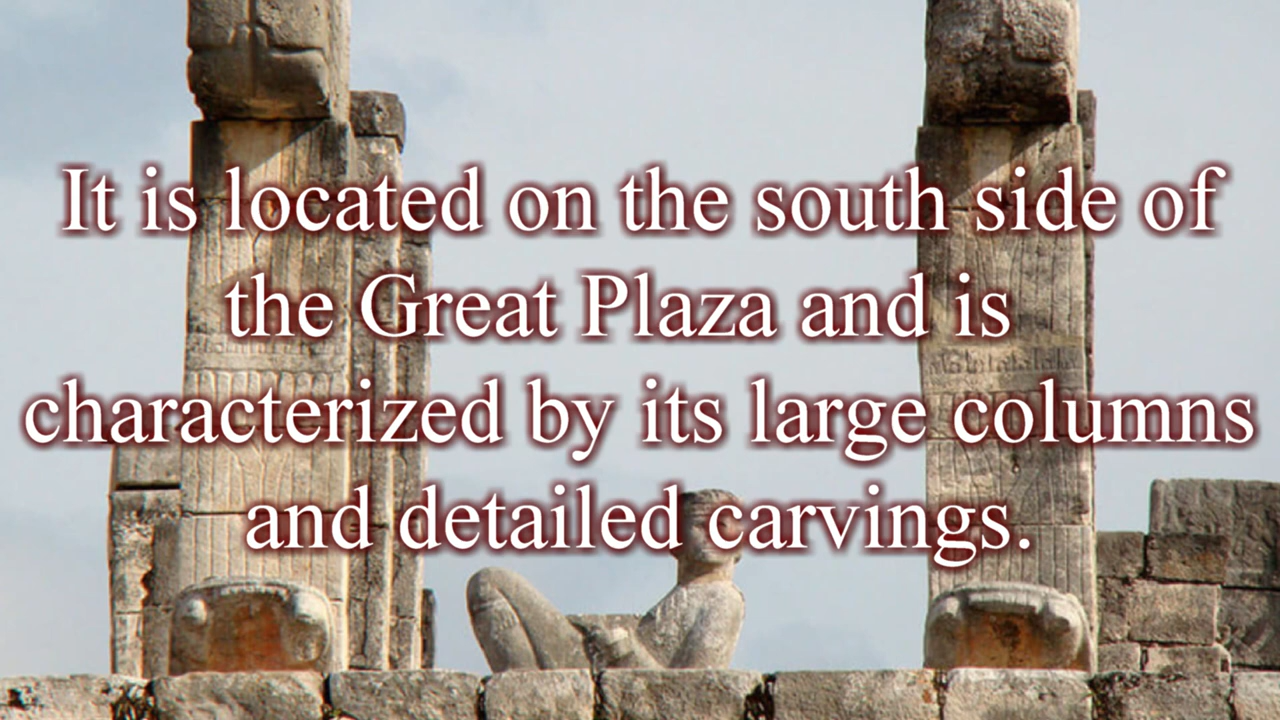 It is located on the south side of
the Great Plaza and is
characterized by its large columns
and detailed carvings.